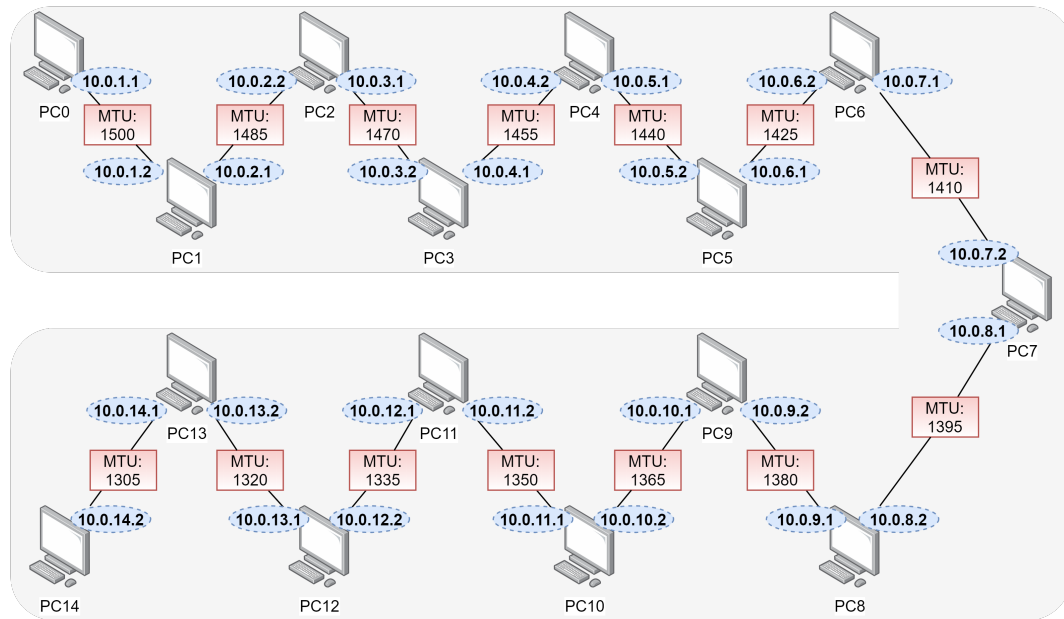 10.0.1.1
10.0.2.2
10.0.3.1
10.0.4.2
10.0.5.1
10.0.6.2
10.0.7.1
PC0
PC2
PC4
PC6
MTU:
1500
MTU:
1485
MTU:
1470
MTU:
1455
MTU:
1440
MTU:
1425
10.0.1.2
10.0.2.1
10.0.3.2
10.0.4.1
10.0.5.2
10.0.6.1
MTU:
1410
PC1
PC3
PC5
10.0.7.2
10.0.8.1
PC7
10.0.14.1
10.0.13.2
10.0.12.1
10.0.11.2
10.0.10.1
10.0.9.2
MTU:
1395
PC13
PC11
PC9
MTU:
1305
MTU:
1320
MTU:
1335
MTU:
1350
MTU:
1365
MTU:
1380
10.0.14.2
10.0.13.1
10.0.12.2
10.0.11.1
10.0.10.2
10.0.9.1
10.0.8.2
PC14
PC12
PC10
PC8